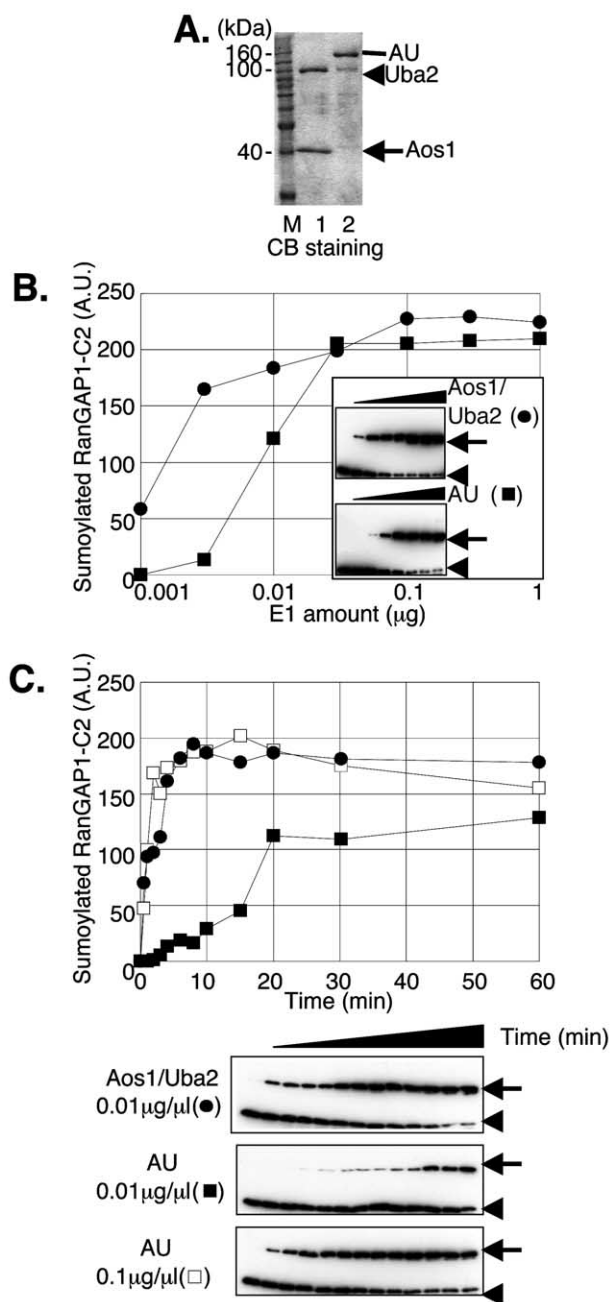 A. (kDa)
160-
100-
40-
AU
Uba2
Aos1
M 1 2
CB staining
B.
Sumoylated RanGAP1-C2 (A.U.)
250
200
150
100
50
0
0.001 0.01 0.1 1
E1 amount (µg)
Aos1/
Uba2 (●)
AU (■)
C.
Sumoylated RanGAP1-C2 (A.U.)
250
200
150
100
50
0
0 10 20 30 40 50 60
Time (min)
Time (min)
Aos1/Uba2
0.01µg/µl(●)
AU
0.01µg/µl(■)
AU
0.1µg/µl(□)